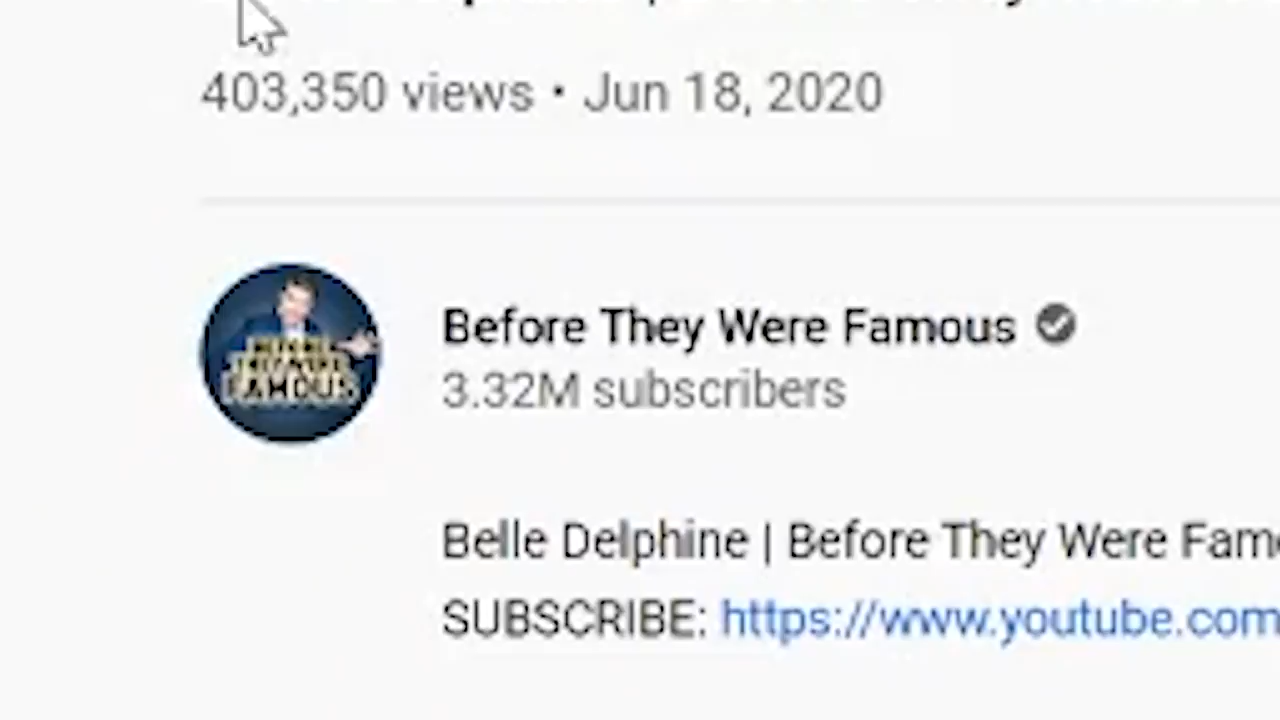 403,350 views • Jun 18, 2020
Before They Were Famous
3.32M subscribers
Belle Delphine | Before They Were Fam
SUBSCRIBE: https://www.youtube.com